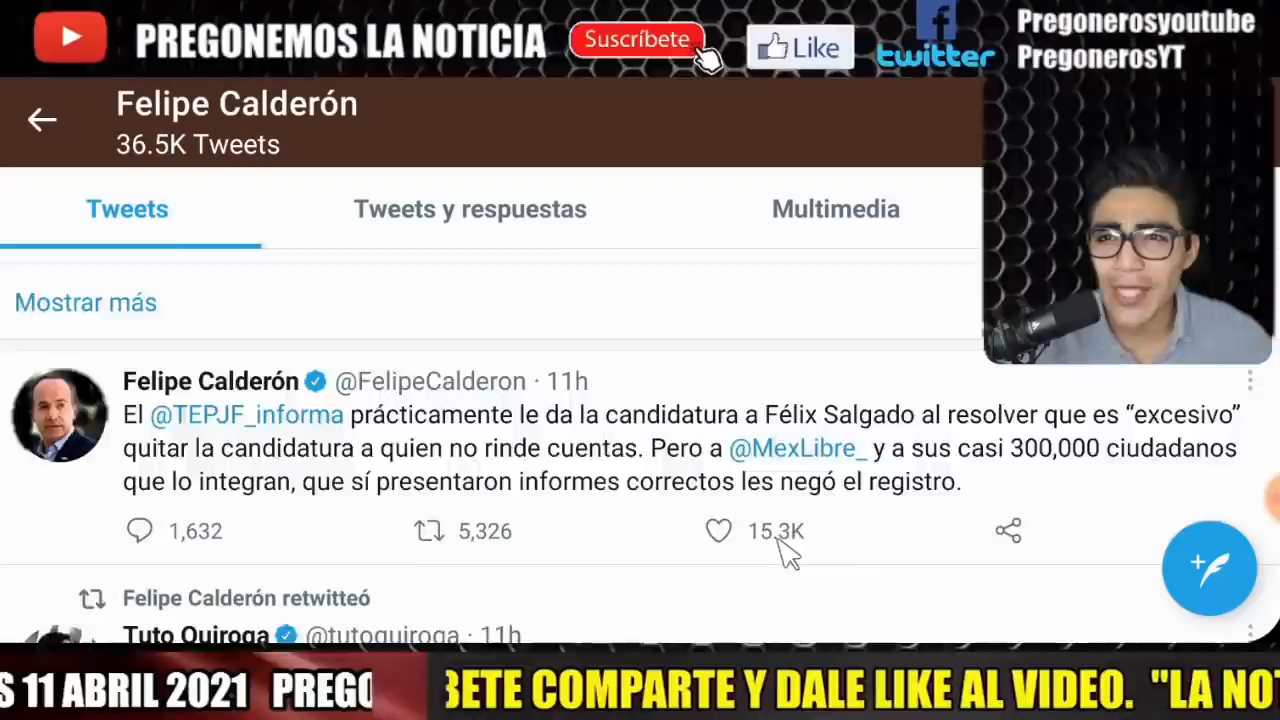 PREGONEMOS LA NOTICIA
Suscríbete
Like
twitter
Pregonerosyoutube
PregonerosYT
Felipe Calderón
36.5K Tweets
Tweets
Tweets y respuestas
Multimedia
Mostrar más
Felipe Calderón @FelipeCalderon · 11h
El @TEPJF_informa prácticamente le da la candidatura a Félix Salgado al resolver que es “excesivo”
quitar la candidatura a quien no rinde cuentas. Pero a @MexLibre_ y a sus casi 300,000 ciudadanos
que lo integran, que sí presentaron informes correctos les negó el registro.
1,632
5,326
15.3K
Felipe Calderón retwitteó
Tuto Quiroga @tutoquiroga · 11h
S 11 ABRIL 2021 PREGO
BETE COMPARTE Y DALE LIKE AL VIDEO. "LA NOT